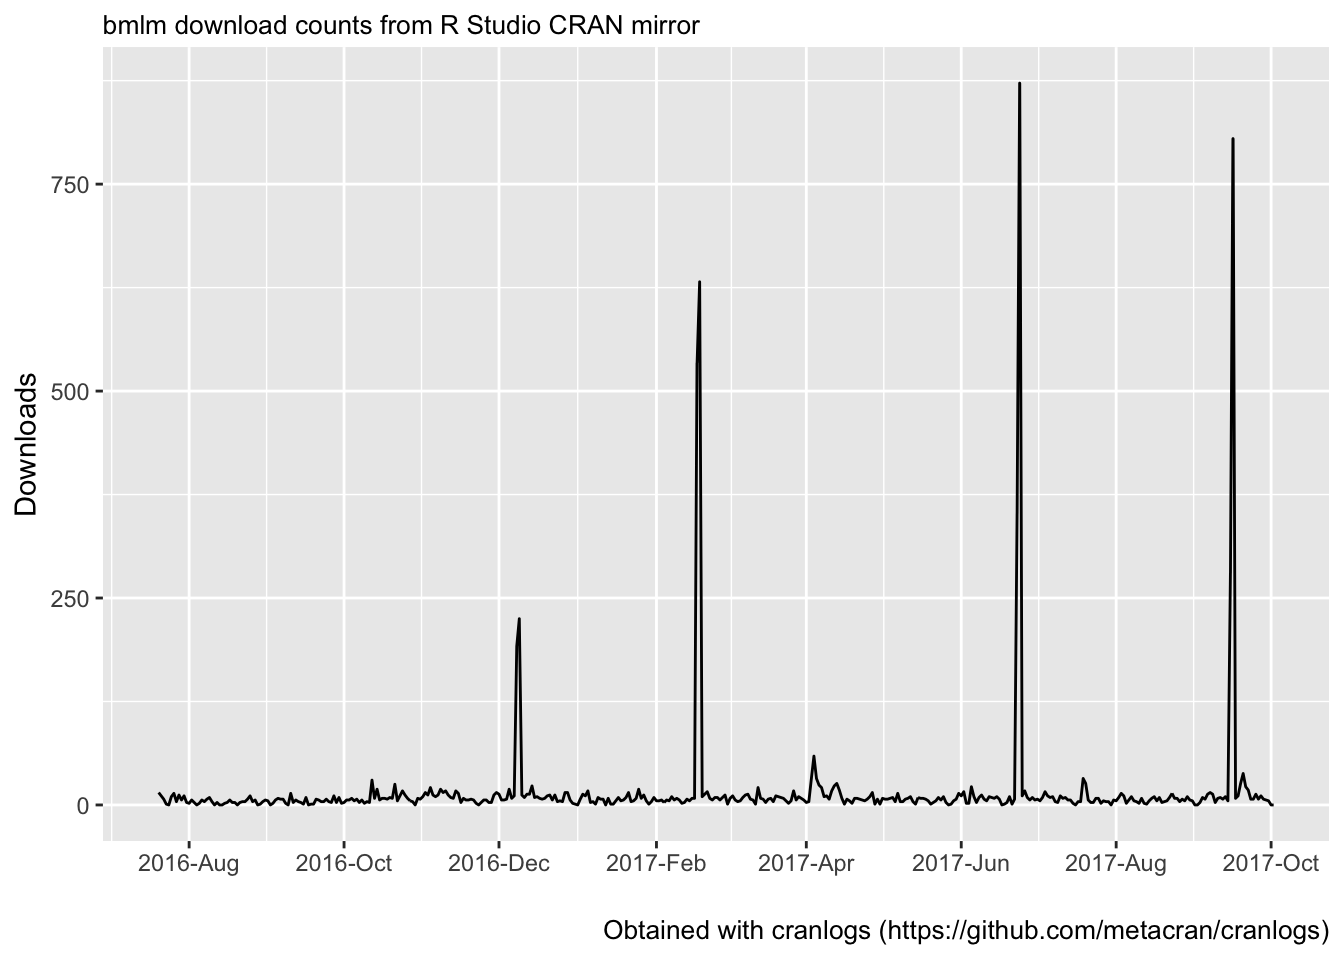 bmlm download counts from R Studio CRAN mirror
Downloads
750
500
250
0
2016-Aug 2016-Oct 2016-Dec 2017-Feb 2017-Apr 2017-Jun 2017-Aug 2017-Oct
Obtained with cranlogs (https://github.com/metacran/cranlogs)